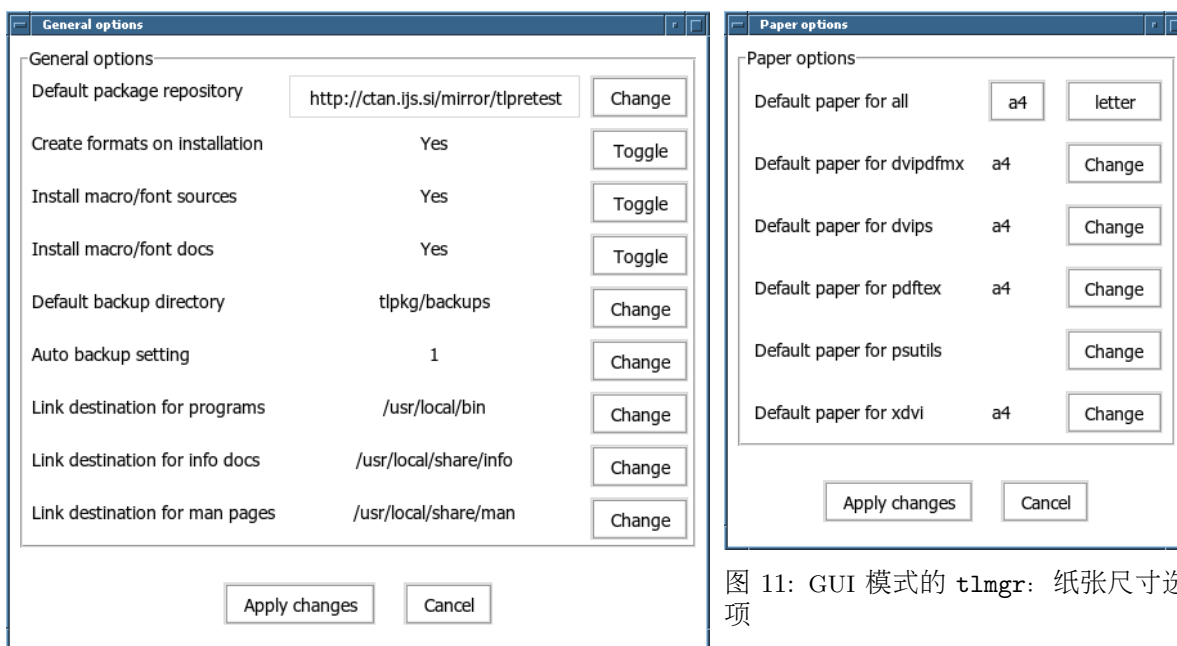 General options
General options
Default package repository http://ctan.ijs.si/mirror/tlpretest Change
Create formats on installation Yes Toggle
Install macro/font sources Yes Toggle
Install macro/font docs Yes Toggle
Default backup directory tlpkg/backups Change
Auto backup setting 1 Change
Link destination for programs /usr/local/bin Change
Link destination for info docs /usr/local/share/info Change
Link destination for man pages /usr/local/share/man Change
Apply changes Cancel
Paper options
Paper options
Default paper for all a4 letter
Default paper for dvipdfmx a4 Change
Default paper for dvips a4 Change
Default paper for pdftex a4 Change
Default paper for psutils Change
Default paper for xdvi a4 Change
Apply changes Cancel
图 11: GUI 模式的 tlmgr: 纸张尺寸选
项